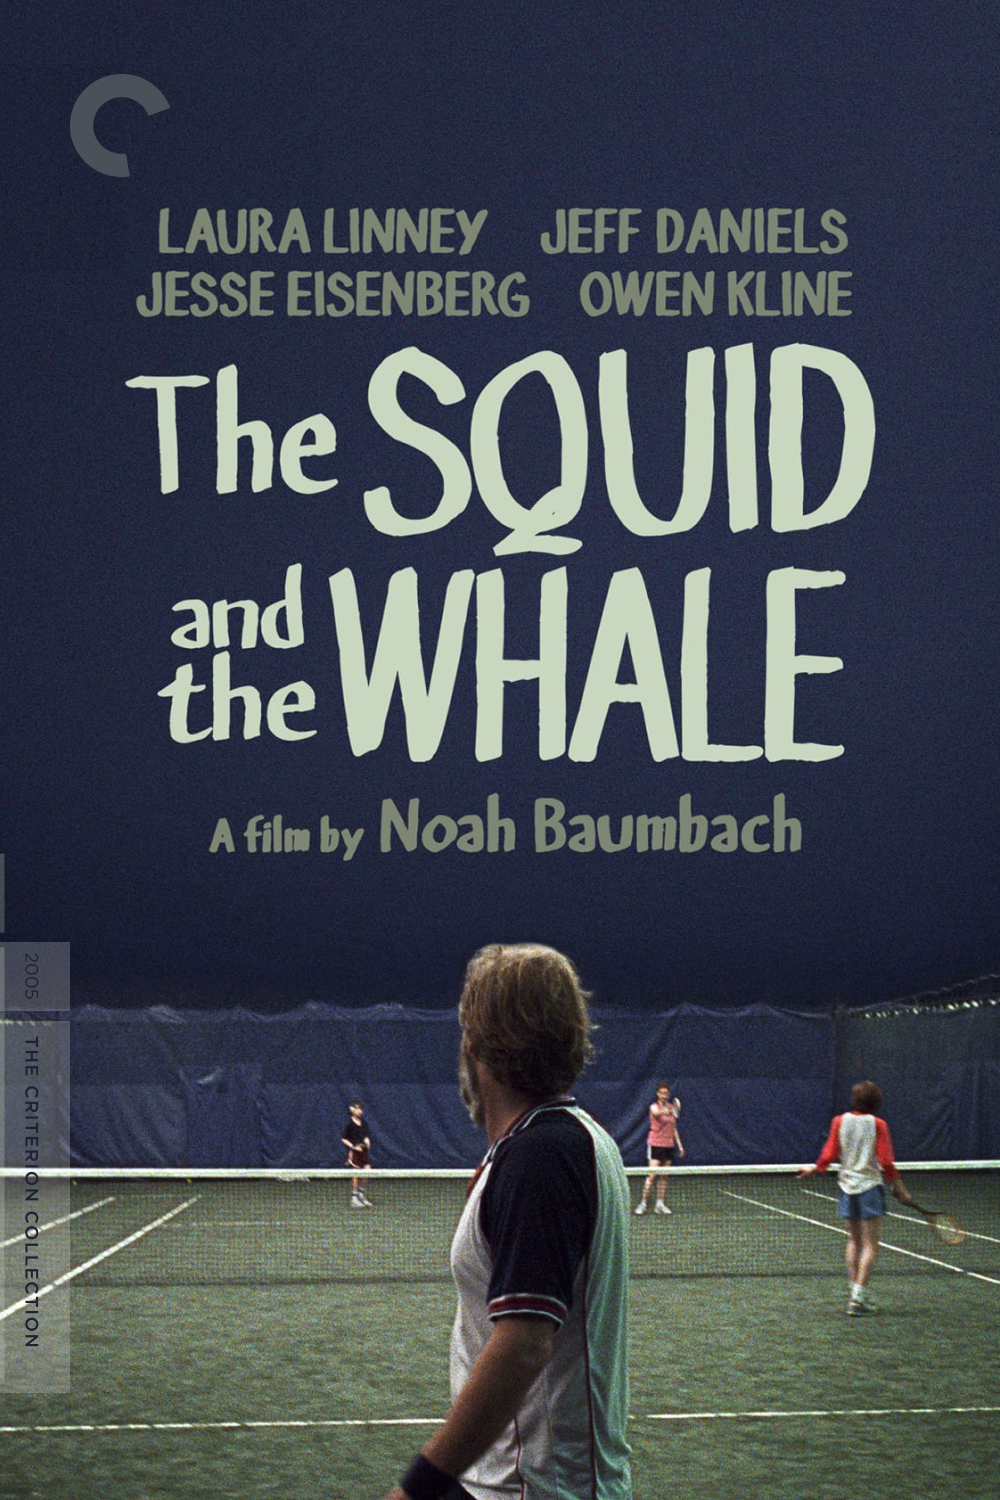 LAURA LINNEY JEFF DANIELS
JESSE EISENBERG OWEN KLINE
The SQUID
and the WHALE
A film by Noah Baumbach
2005
THE CRITERION COLLECTION